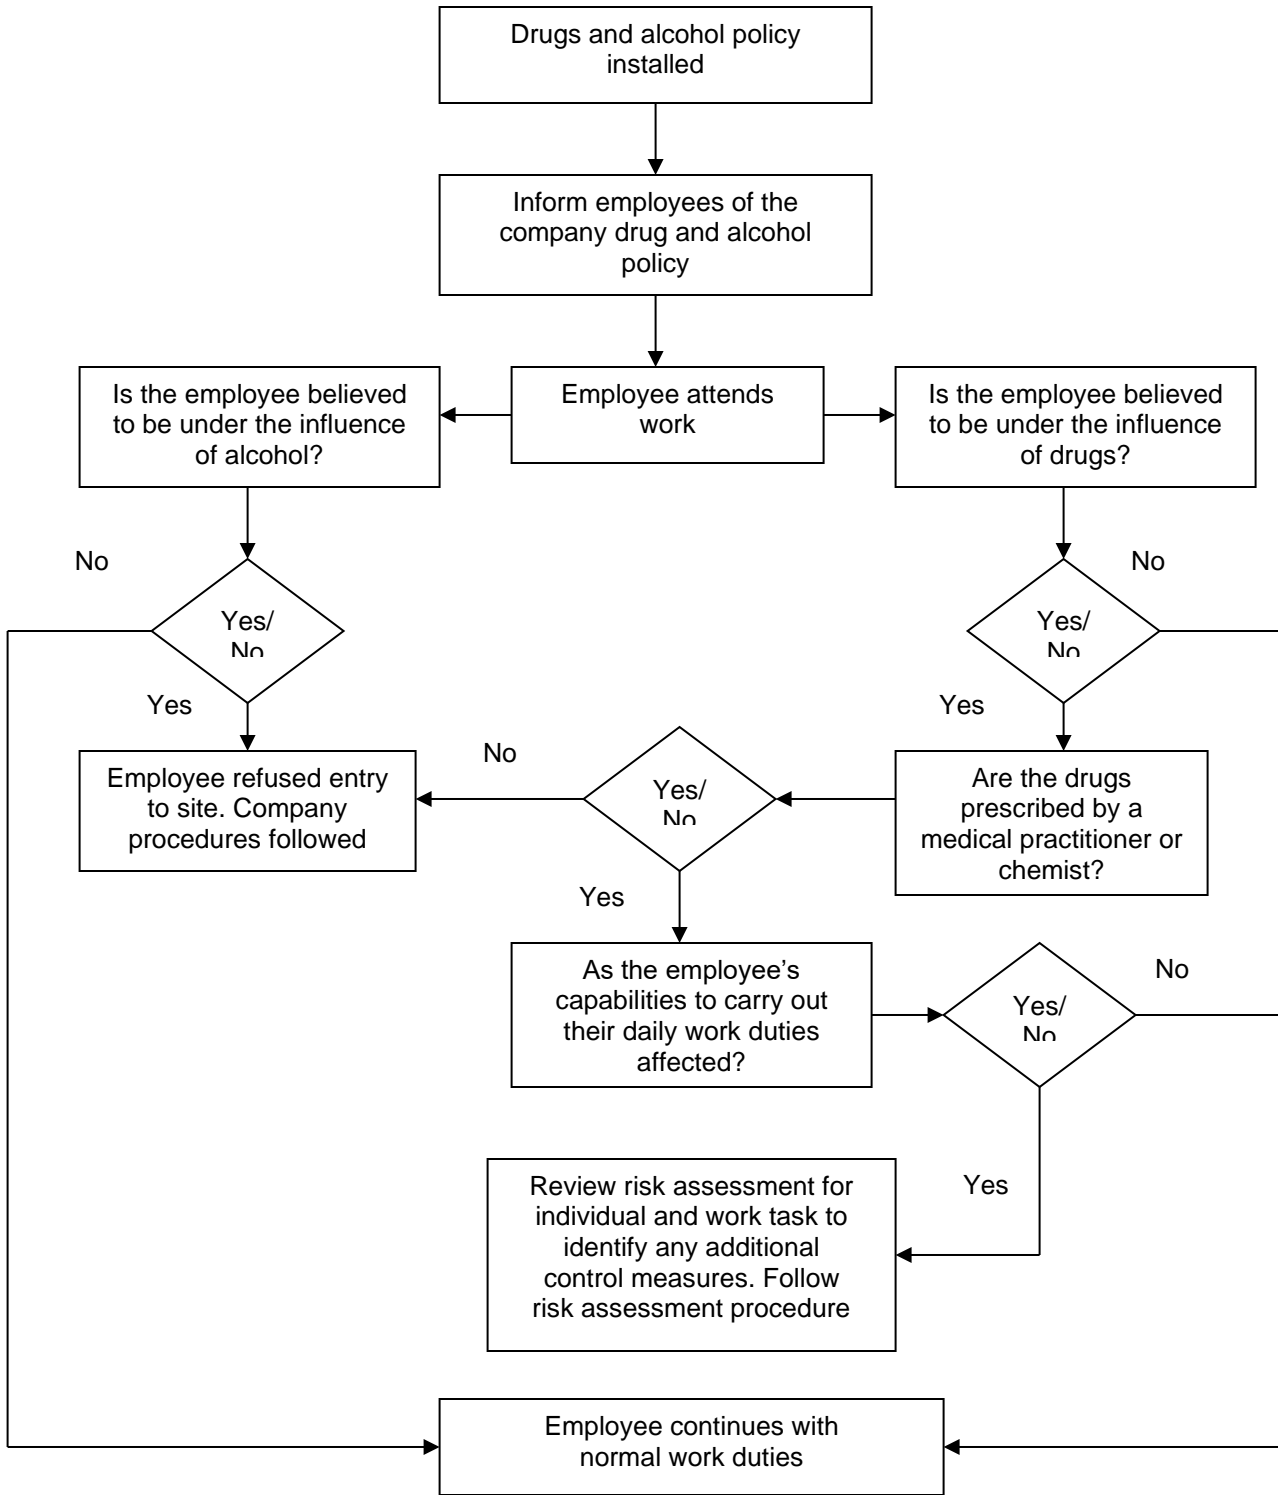 Drugs and alcohol policy
installed
Inform employees of the
company drug and alcohol
policy
Is the employee believed
to be under the influence
of alcohol?
Employee attends
work
Is the employee believed
to be under the influence
of drugs?
No
No
Yes/
No
Yes/
No
Yes
Yes
Employee refused entry
to site. Company
procedures followed
No
Yes/
No
Are the drugs
prescribed by a
medical practitioner or
chemist?
Yes
As the employee’s
capabilities to carry out
their daily work duties
affected?
Yes/
No
No
Yes
Review risk assessment for
individual and work task to
identify any additional
control measures. Follow
risk assessment procedure
Employee continues with
normal work duties